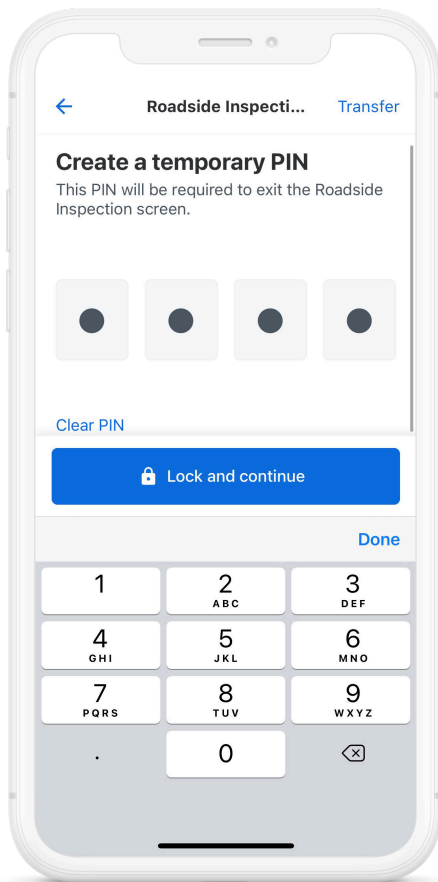 Roadside Inspecti...
Transfer
Create a temporary PIN
This PIN will be required to exit the Roadside
Inspection screen.
Clear PIN
Lock and continue
Done
1
2
ABC
3
DEF
4
GHI
5
JKL
6
MNO
7
PQRS
8
TUV
9
WXYZ
.
0